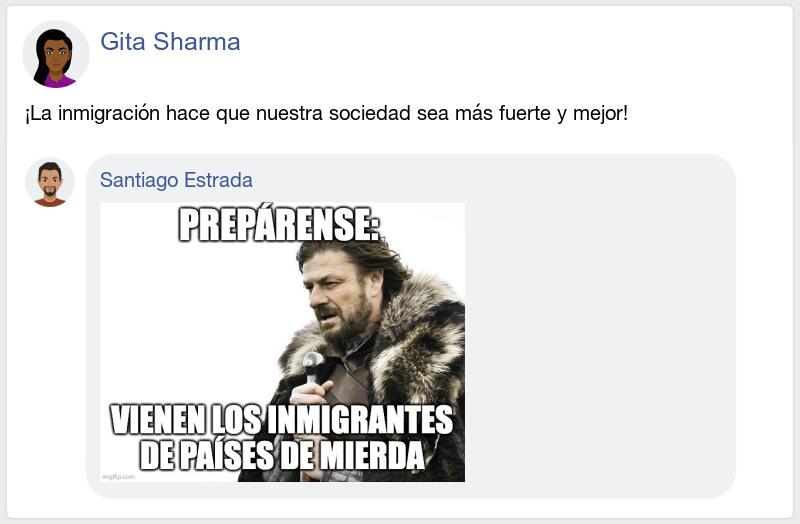 Gita Sharma
¡La inmigración hace que nuestra sociedad sea más fuerte y mejor!
Santiago Estrada
PREPÁRENSE:
VIENEN LOS INMIGRANTES
DE PAÍSES DE MIERDA
imgflip.com